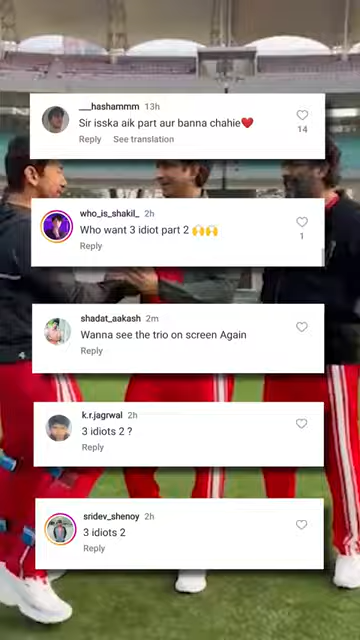 ___hashammm 13h
Sir isska aik part aur banna chahie❤️
14
Reply See translation
who_is_shakil_ 2h
Who want 3 idiot part 2 🙌🙌
1
Reply
shadat_aakash 2m
Wanna see the trio on screen Again
Reply
k.r.jagrwal 2h
3 idiots 2 ?
Reply
sridev_shenoy 2h
3 idiots 2
Reply